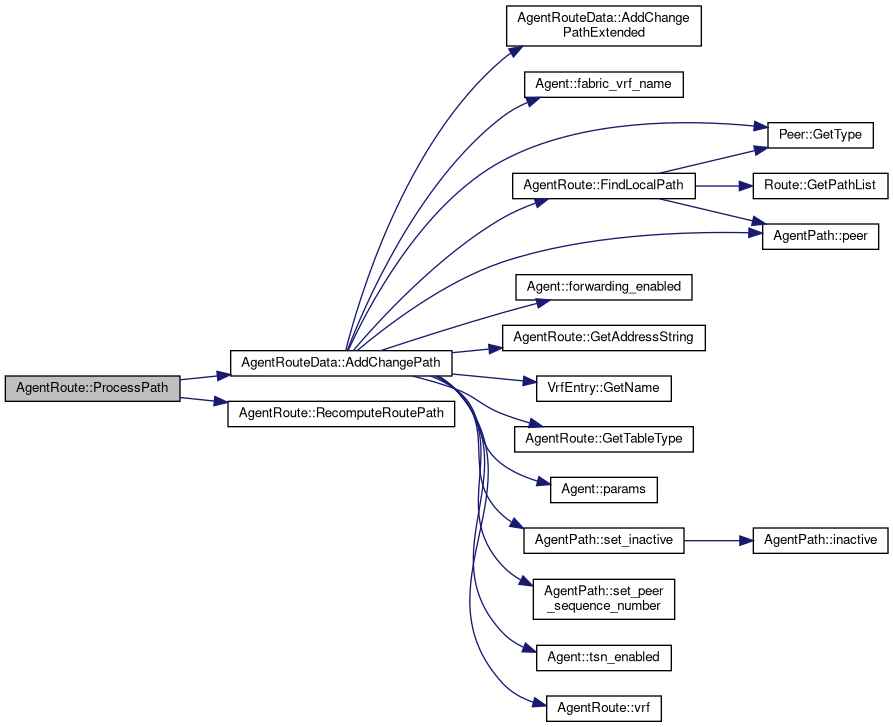 AgentRoute::ProcessPath
AgentRouteData::AddChangePath
AgentRoute::RecomputeRoutePath
AgentRouteData::AddChange
PathExtended
Agent::fabric_vrf_name
AgentRoute::FindLocalPath
Agent::forwarding_enabled
AgentRoute::GetAddressString
VrfEntry::GetName
AgentRoute::GetTableType
Agent::params
AgentPath::set_inactive
AgentPath::set_peer
_sequence_number
Agent::tsn_enabled
AgentRoute::vrf
Peer::GetType
Route::GetPathList
AgentPath::peer
AgentPath::inactive